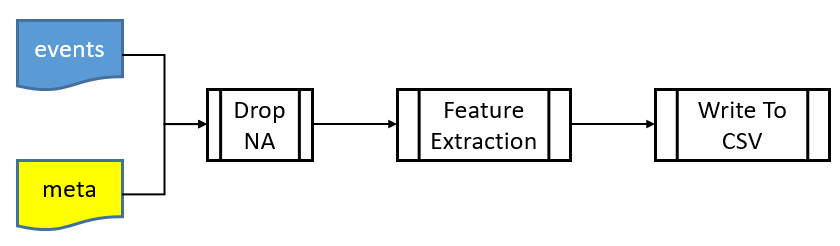 events
meta
Drop
NA
Feature
Extraction
Write To
CSV